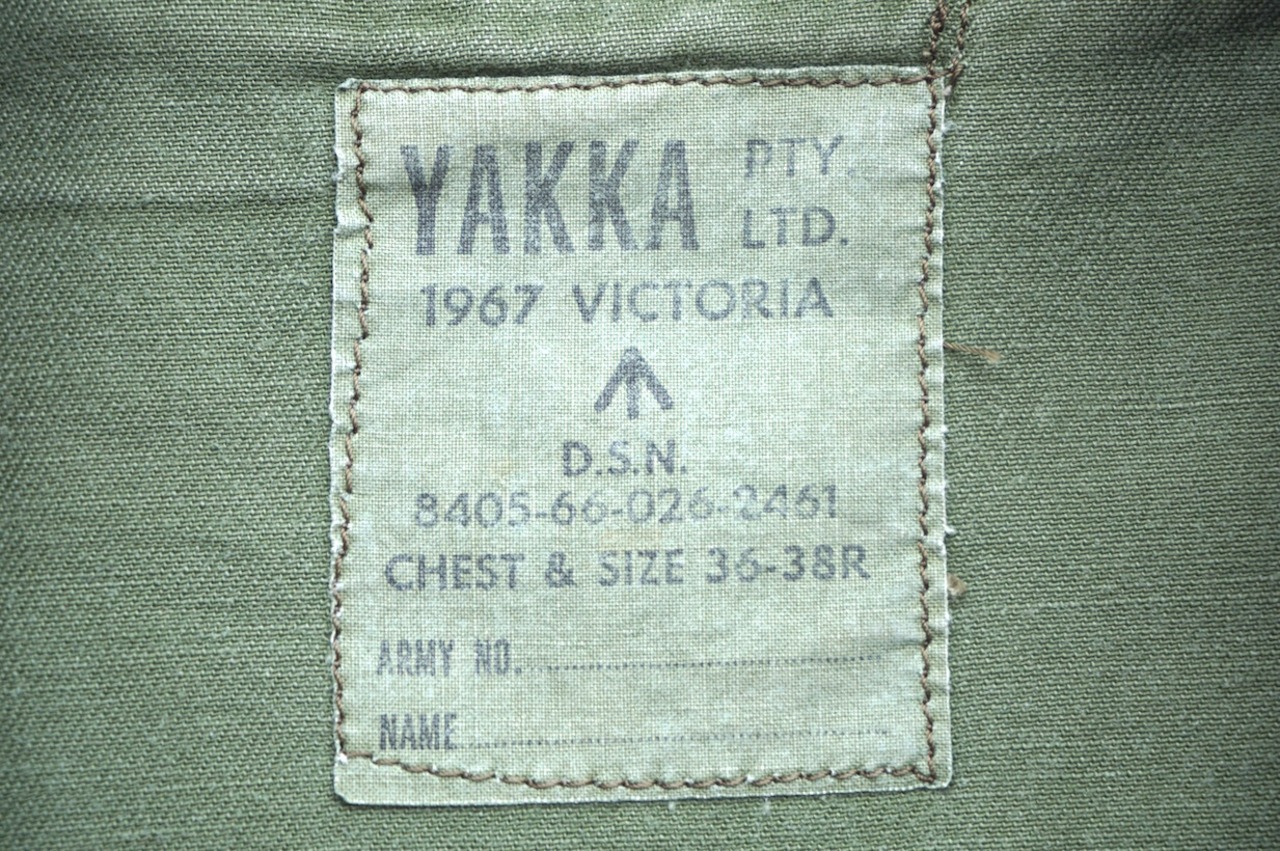 YAKKA PTY. LTD.
1967 VICTORIA
D.S.N.
8405-66-026-2461
CHEST & SIZE 36-38R
ARMY NO. ........................................
NAME ........................................